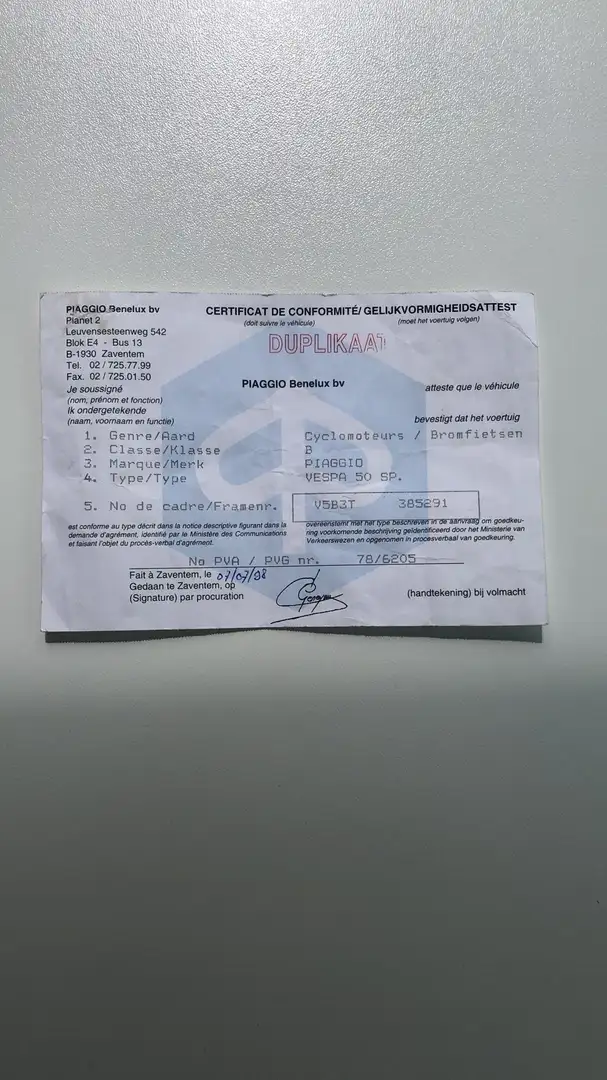 PIAGGIO Benelux bv
Planet 2
Leuvensesteenweg 542
Blok E4 - Bus 13
B-1930 Zaventem
Tel. 02/725.77.99
Fax. 02/725.01.50
CERTIFICAT DE CONFORMITÉ/ GELIJKVORMIGHEIDSATTEST
(doit suivre le véhicule) (moet het voertuig volgen)
DUPLIKAAT
Je soussigné PIAGGIO Benelux bv atteste que le véhicule
(nom, prénom et fonction)
Ik ondergetekende
(naam, voornaam en functie) bevestigt dat het voertuig
1. Genre/Aard Cyclomoteurs / Bromfietsen
2. Classe/Klasse B
3. Marque/Merk PIAGGIO
4. Type/Type VESPA 50 SP.
5. No de cadre/Framenr. V5B3T 385291
est conforme au type décrit dans la notice descriptive figurant dans la
demande d'agrément, identifié par le Ministère des Communications
et faisant l'objet du procès-verbal d'agrément.
overeenstemt met het type beschreven in de aanvraag om goedkeu-
ring voorkomende beschrijving geïdentificeerd door het Ministerie van
Verkeerswezen en opgenomen in procesverbaal van goedkeuring.
No PVA / PVG nr. 78/6205
Fait à Zaventem, le 07/07/98
Gedaan te Zaventem, op
(Signature) par procuration (handtekening) bij volmacht